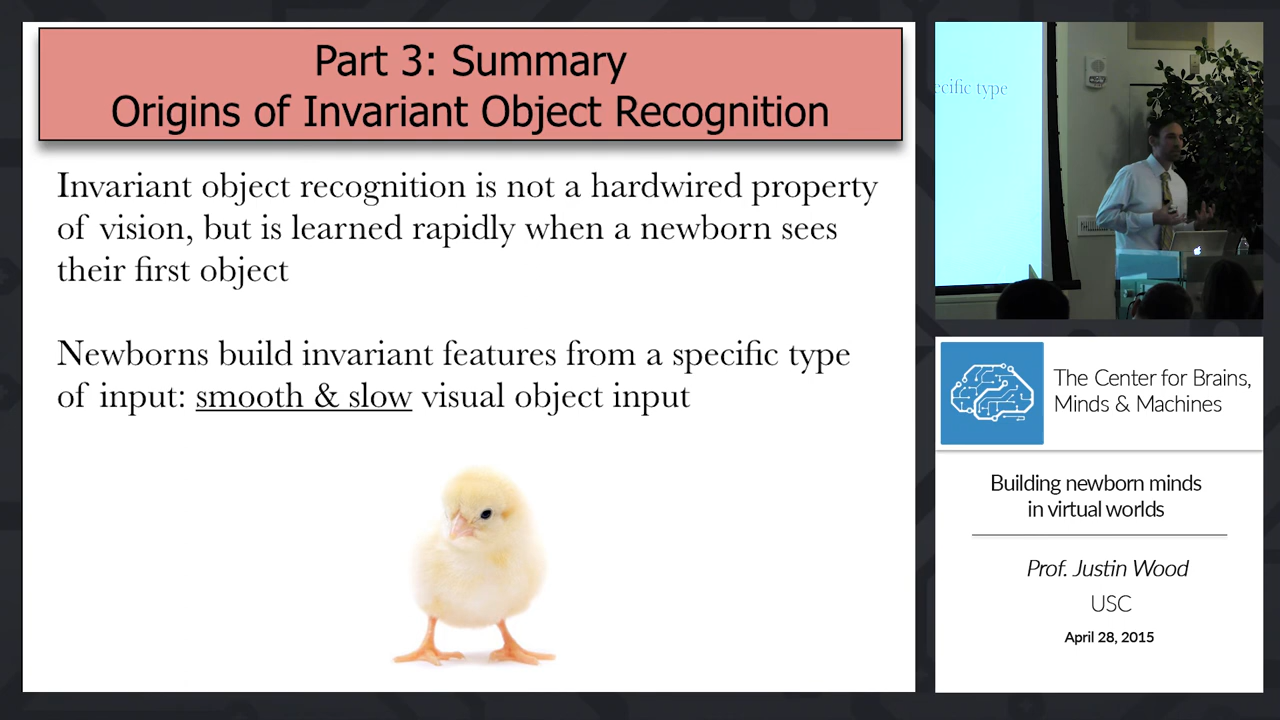 Part 3: Summary
Origins of Invariant Object Recognition
Invariant object recognition is not a hardwired property
of vision, but is learned rapidly when a newborn sees
their first object
Newborns build invariant features from a specific type
of input: smooth & slow visual object input
ecific type
The Center for Brains,
Minds & Machines
Building newborn minds
in virtual worlds
Prof. Justin Wood
USC
April 28, 2015